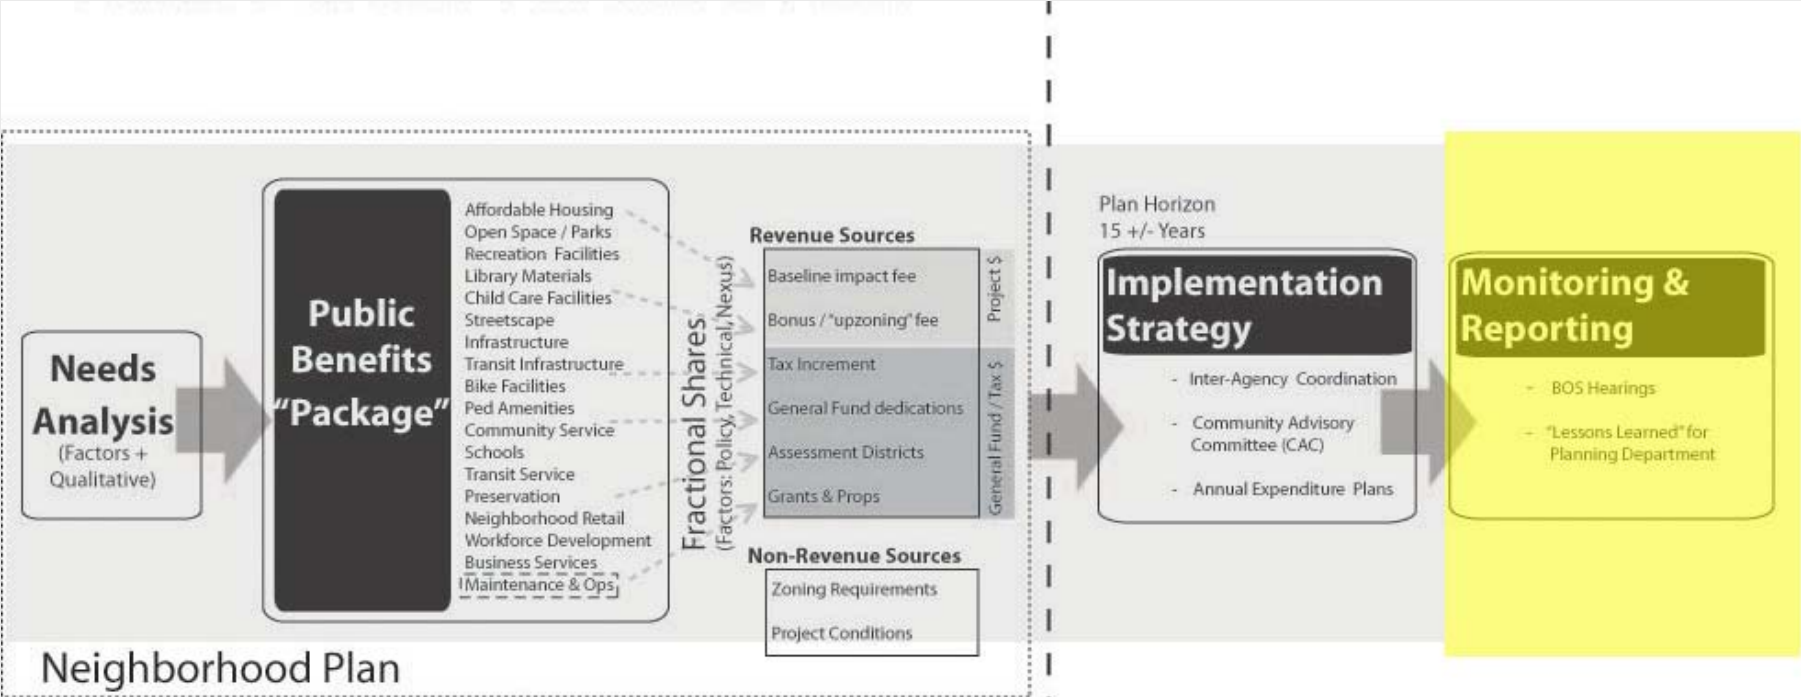 Needs
Analysis
(Factors +
Qualitative)
Public
Benefits
“Package”
Affordable Housing
Open Space / Parks
Recreation Facilities
Library Materials
Child Care Facilities
Streetscape
Infrastructure
Transit Infrastructure
Bike Facilities
Ped Amenities
Community Service
Schools
Transit Service
Preservation
Neighborhood Retail
Workforce Development
Business Services
Maintenance & Ops
Fractional Shares
(Factors: Policy, Technical, Nexus)
Revenue Sources
Baseline impact fee
Bonus / “upzoning” fee
Tax Increment
General Fund dedications
Assessment Districts
Grants & Props
Project $
General Fund / Tax $
Non-Revenue Sources
Zoning Requirements
Project Conditions
Neighborhood Plan
Plan Horizon
15 +/- Years
Implementation
Strategy
- Inter-Agency Coordination
- Community Advisory
Committee (CAC)
- Annual Expenditure Plans
Monitoring &
Reporting
- BOS Hearings
- “Lessons Learned” for
Planning Department